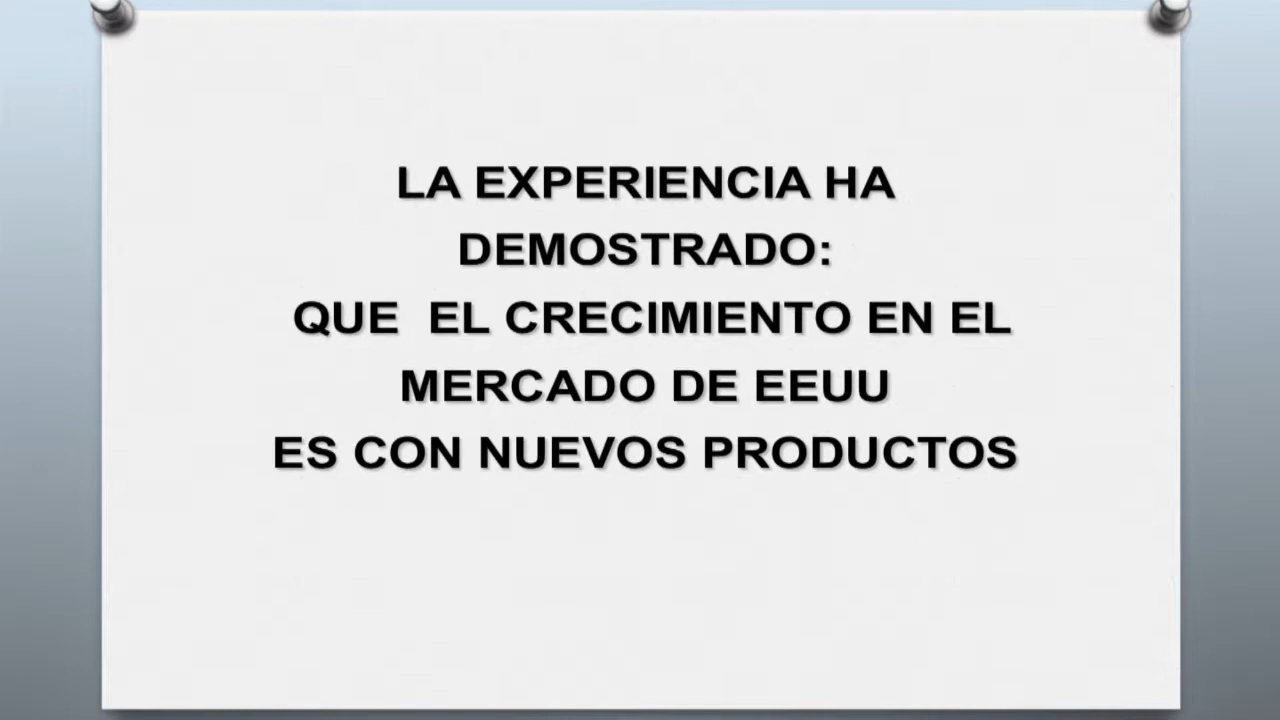 LA EXPERIENCIA HA
DEMOSTRADO:
QUE EL CRECIMIENTO EN EL
MERCADO DE EEUU
ES CON NUEVOS PRODUCTOS